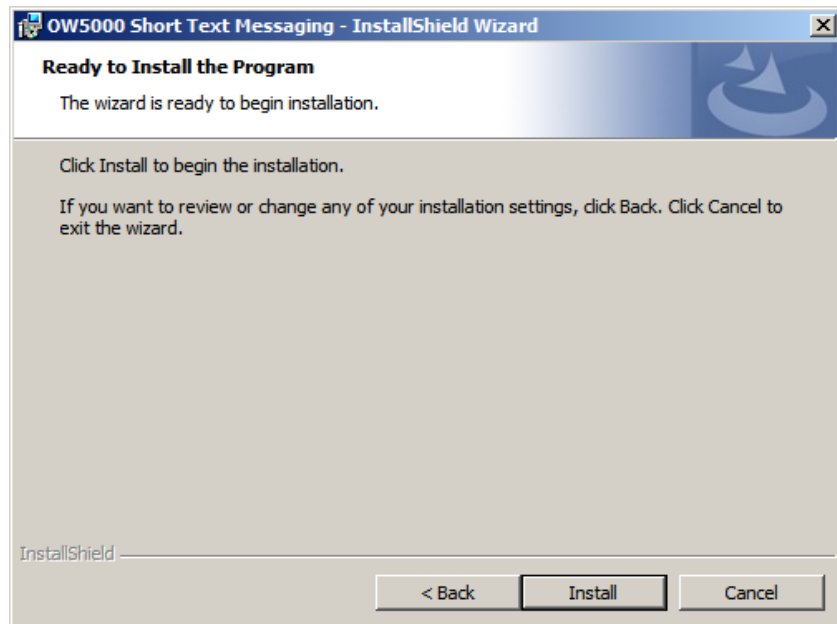 OW5000 Short Text Messaging - InstallShield Wizard
Ready to Install the Program
The wizard is ready to begin installation.
Click Install to begin the installation.
If you want to review or change any of your installation settings, click Back. Click Cancel to
exit the wizard.
InstallShield
< Back
Install
Cancel